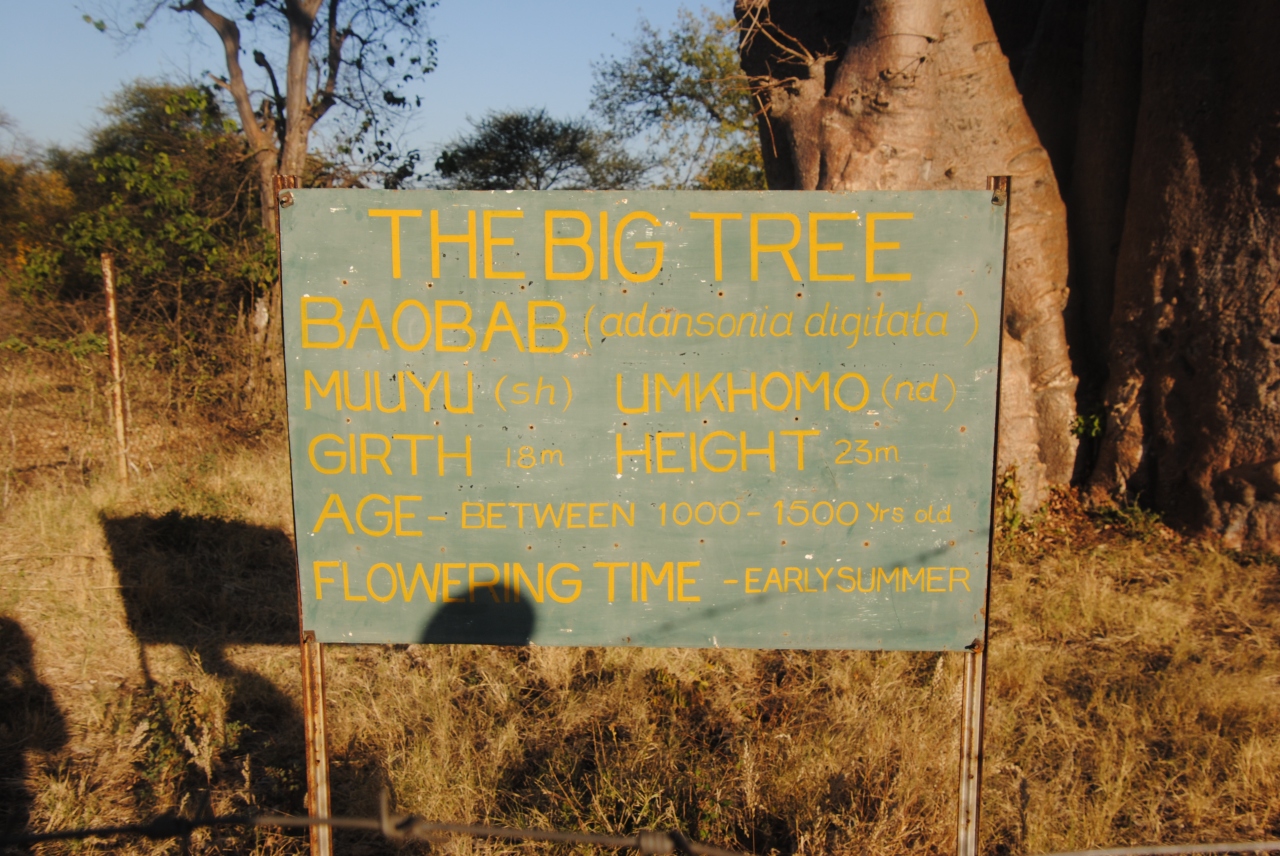 THE BIG TREE
BAOBAB (adansonia digitata )
MUUYU (sh) UMKHOMO (nd)
GIRTH 18m HEIGHT 23m
AGE - BETWEEN 1000 - 1500 Yrs old
FLOWERING TIME - EARLY SUMMER